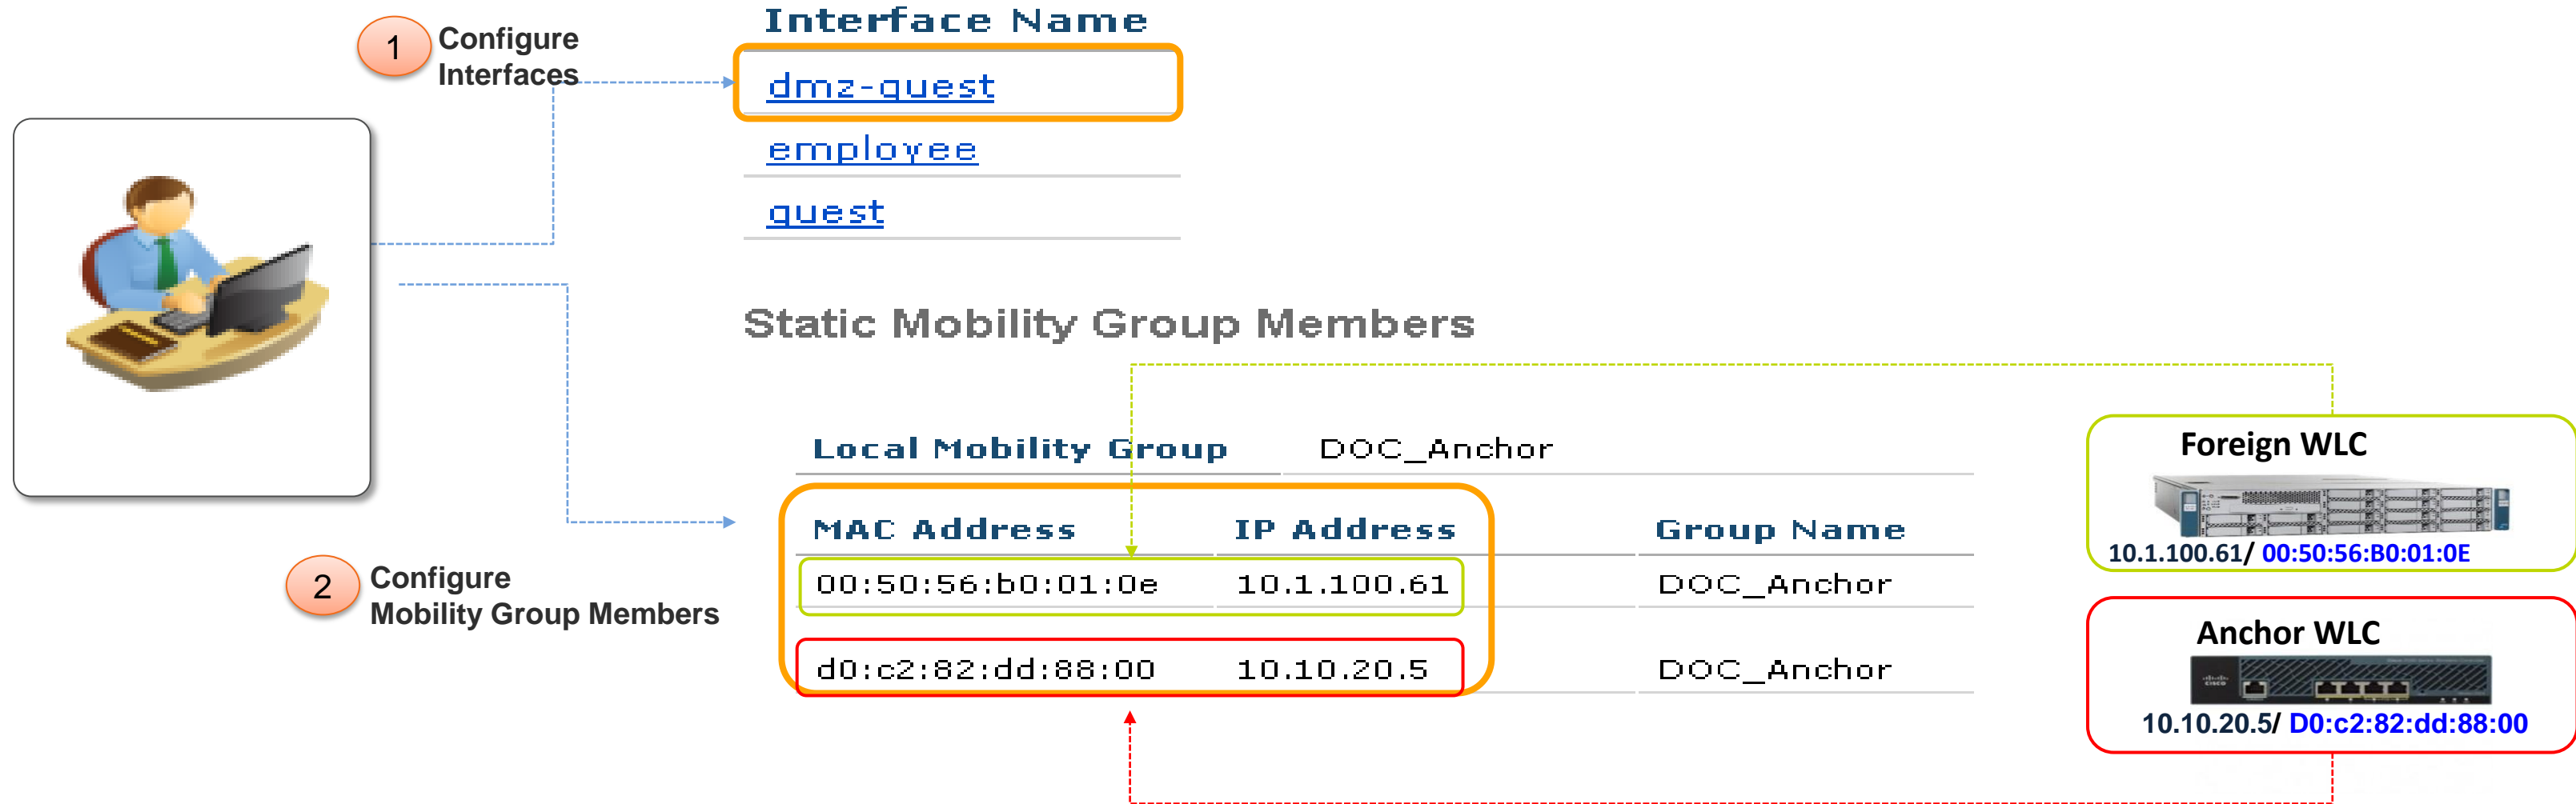 1
Configure
Interfaces
Interface Name
dmz-guest
employee
guest
Static Mobility Group Members
Local Mobility Group DOC_Anchor
MAC Address IP Address Group Name
00:50:56:b0:01:0e 10.1.100.61 DOC_Anchor
d0:c2:82:dd:88:00 10.10.20.5 DOC_Anchor
2
Configure
Mobility Group Members
Foreign WLC
10.1.100.61/ 00:50:56:B0:01:0E
Anchor WLC
CISCO
10.10.20.5/ D0:c2:82:dd:88:00